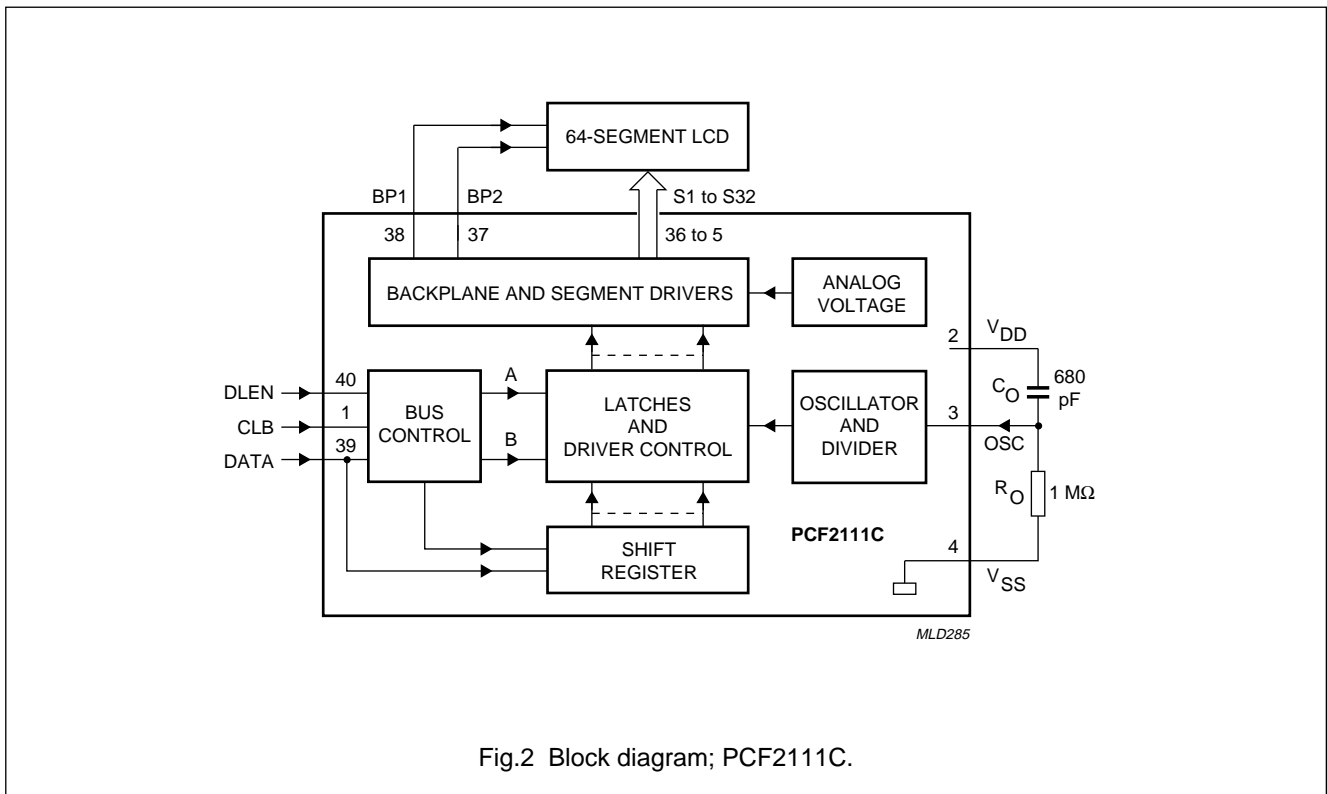 64-SEGMENT LCD
BP1
BP2
S1 to S32
38
37
36 to 5
BACKPLANE AND SEGMENT DRIVERS
ANALOG
VOLTAGE
2
VDD
CO
680
pF
DLEN
40
CLB
1
DATA
39
BUS
CONTROL
A
B
LATCHES
AND
DRIVER CONTROL
OSCILLATOR
AND
DIVIDER
3
OSC
RO
1 MΩ
SHIFT
REGISTER
PCF2111C
4
VSS
MLD285
Fig.2 Block diagram; PCF2111C.